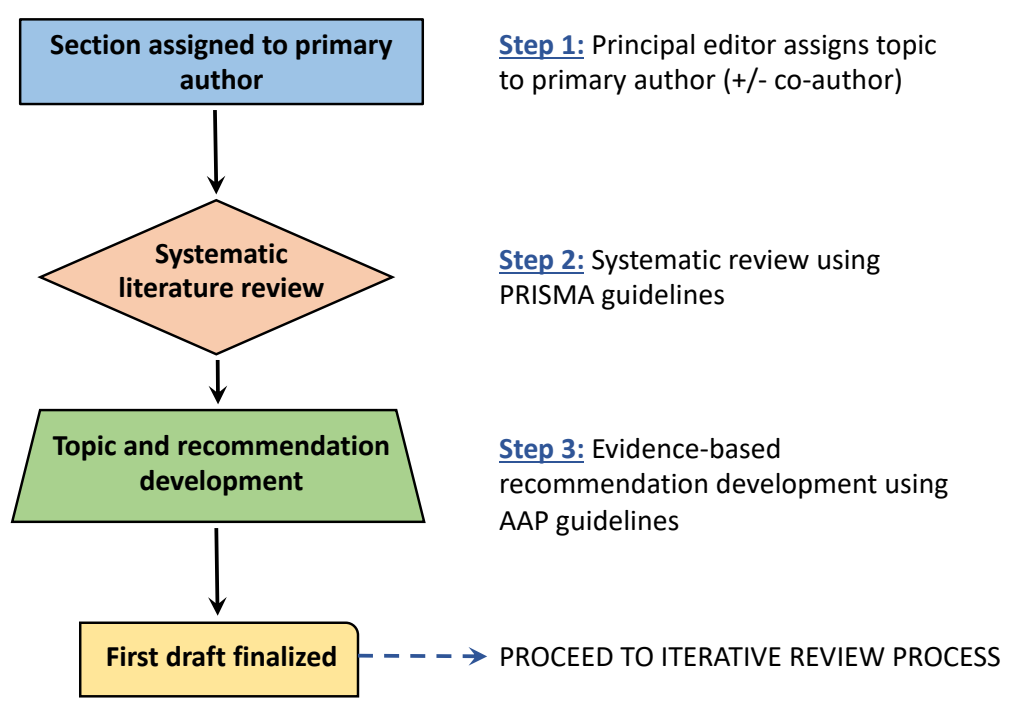 Section assigned to primary
author
Step 1: Principal editor assigns topic
to primary author (+/- co-author)
Systematic
literature review
Step 2: Systematic review using
PRISMA guidelines
Topic and recommendation
development
Step 3: Evidence-based
recommendation development using
AAP guidelines
First draft finalized
PROCEED TO ITERATIVE REVIEW PROCESS